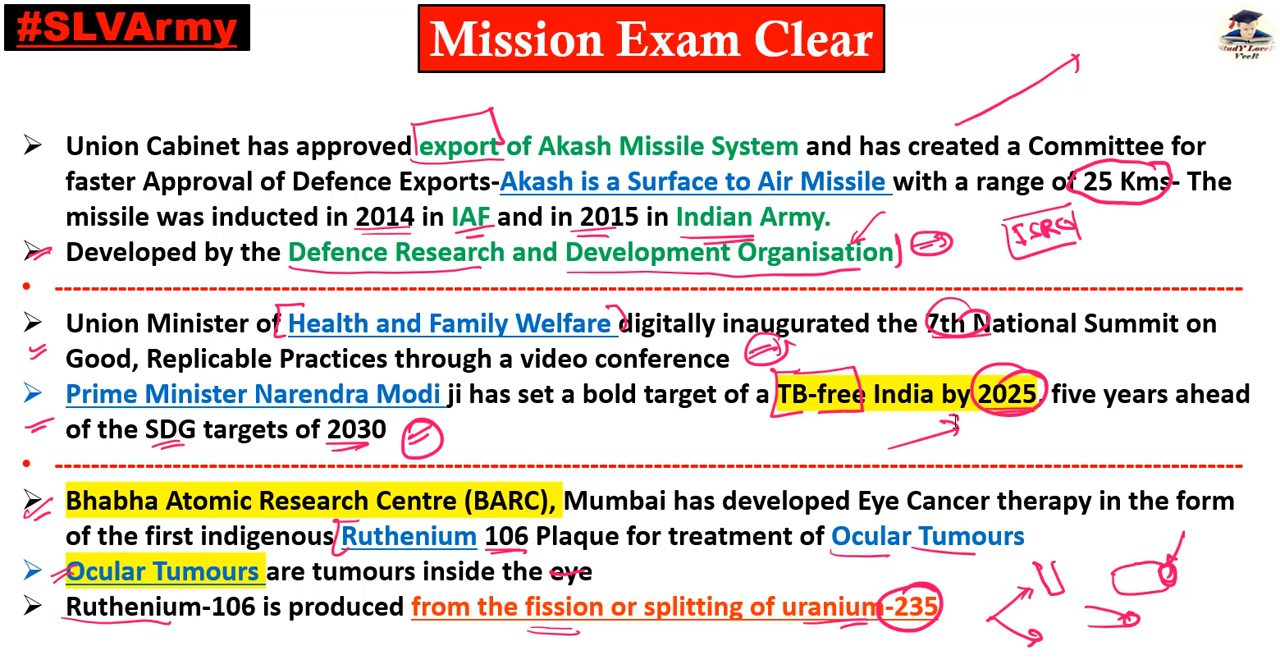 #SLVArmy
Mission Exam Clear
StudY LoveR
VeeR
Union Cabinet has approved export of Akash Missile System and has created a Committee for
faster Approval of Defence Exports-Akash is a Surface to Air Missile with a range of 25 Kms- The
missile was inducted in 2014 in IAF and in 2015 in Indian Army.
ISRO
Developed by the Defence Research and Development Organisation
Union Minister of Health and Family Welfare digitally inaugurated the 7th National Summit on
Good, Replicable Practices through a video conference
Prime Minister Narendra Modi ji has set a bold target of a TB-free India by 2025, five years ahead
of the SDG targets of 2030
Bhabha Atomic Research Centre (BARC), Mumbai has developed Eye Cancer therapy in the form
of the first indigenous Ruthenium 106 Plaque for treatment of Ocular Tumours
Ocular Tumours are tumours inside the eye
Ruthenium-106 is produced from the fission or splitting of uranium-235